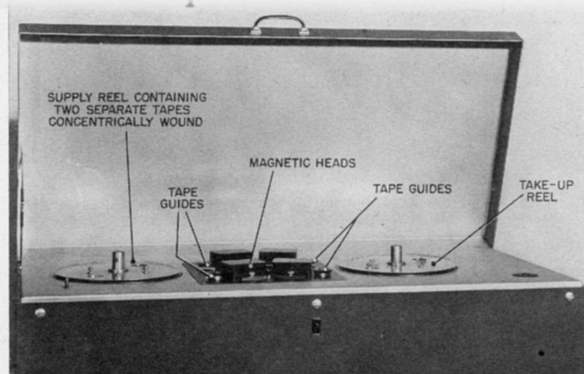 SUPPLY REEL CONTAINING
TWO SEPARATE TAPES
CONCENTRICALLY WOUND
MAGNETIC HEADS
TAPE
GUIDES
TAPE GUIDES
TAKE-UP
REEL